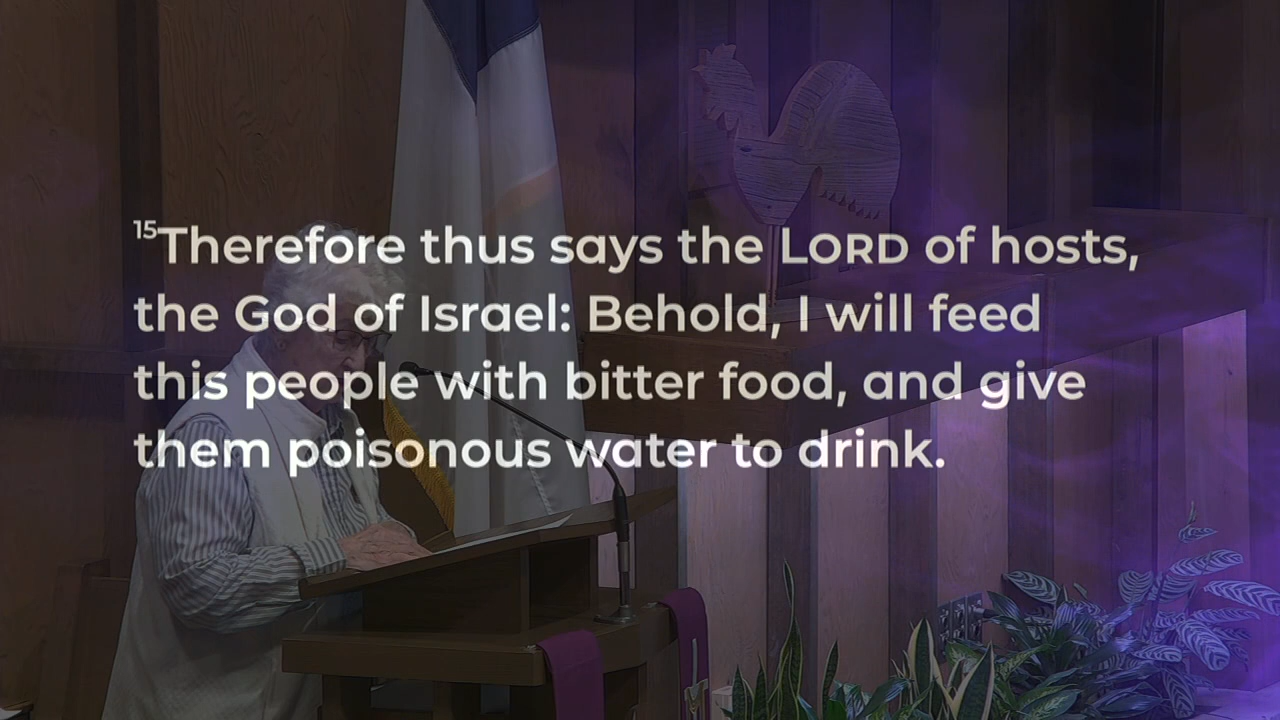 15Therefore thus says the LORD of hosts,
the God of Israel: Behold, I will feed
this people with bitter food, and give
them poisonous water to drink.